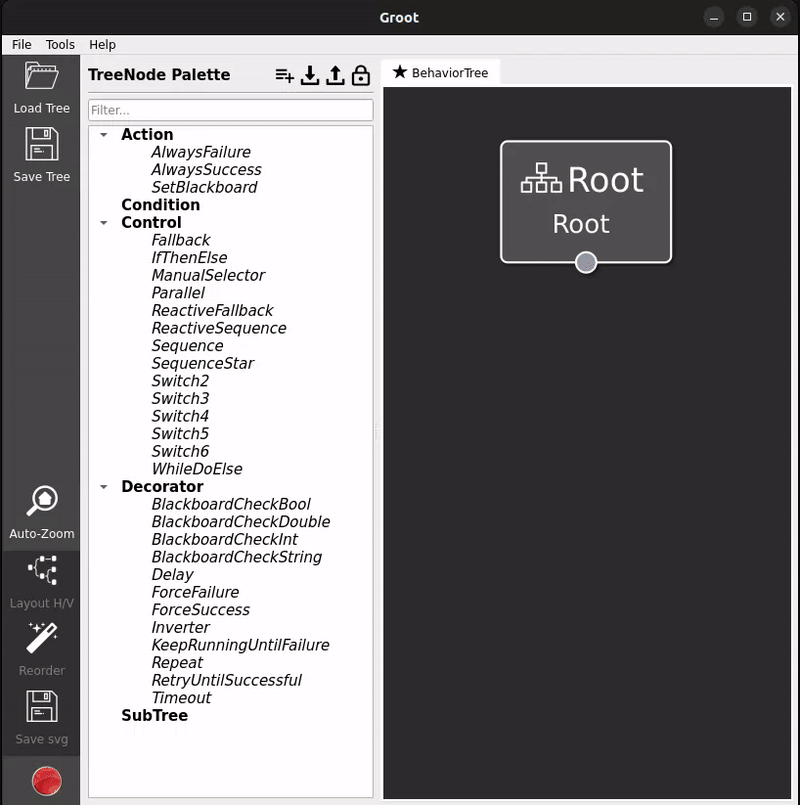 Groot
File Tools Help
Load Tree
Save Tree
Auto-Zoom
Layout H/V
Reorder
Save svg
TreeNode Palette
Filter...
Action
AlwaysFailure
AlwaysSuccess
SetBlackboard
Condition
Control
Fallback
IfThenElse
ManualSelector
Parallel
ReactiveFallback
ReactiveSequence
Sequence
SequenceStar
Switch2
Switch3
Switch4
Switch5
Switch6
WhileDoElse
Decorator
BlackboardCheckBool
BlackboardCheckDouble
BlackboardCheckInt
BlackboardCheckString
Delay
ForceFailure
ForceSuccess
Inverter
KeepRunningUntilFailure
Repeat
RetryUntilSuccessful
Timeout
SubTree
BehaviorTree
Root
Root